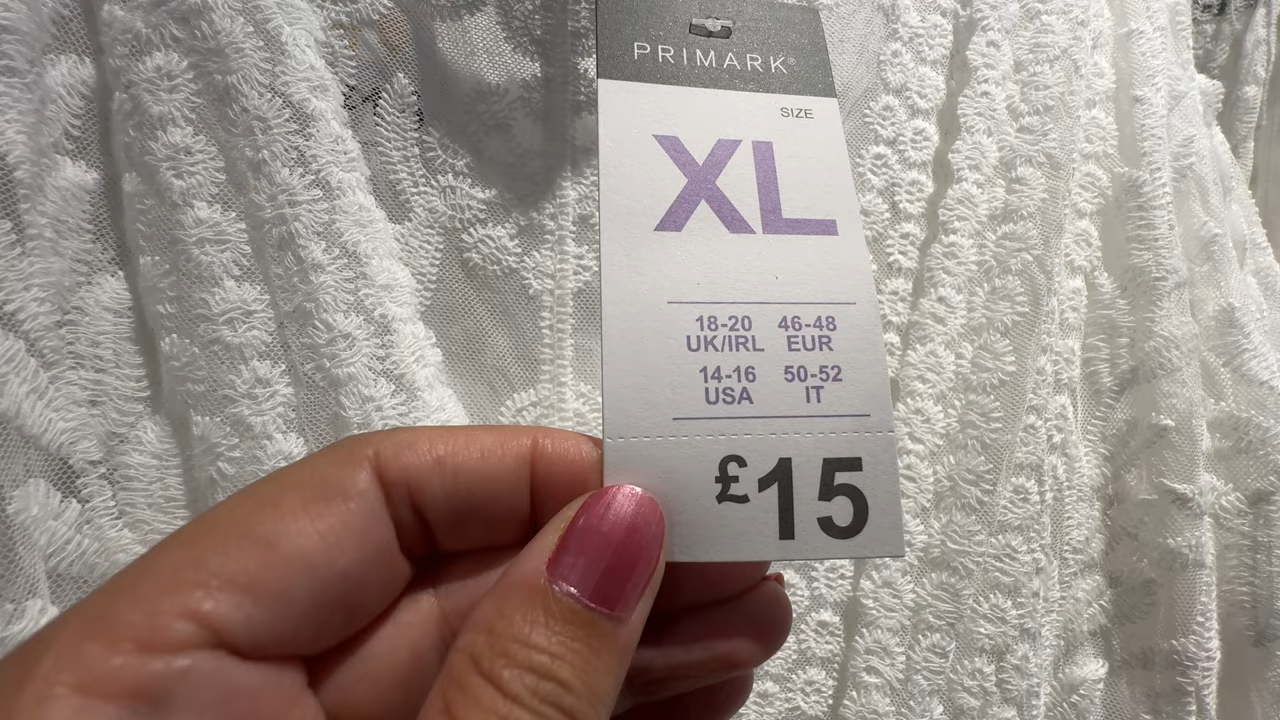 PRIMARK®
SIZE
XL
18-20 46-48
UK/IRL EUR
14-16 50-52
USA IT
£15